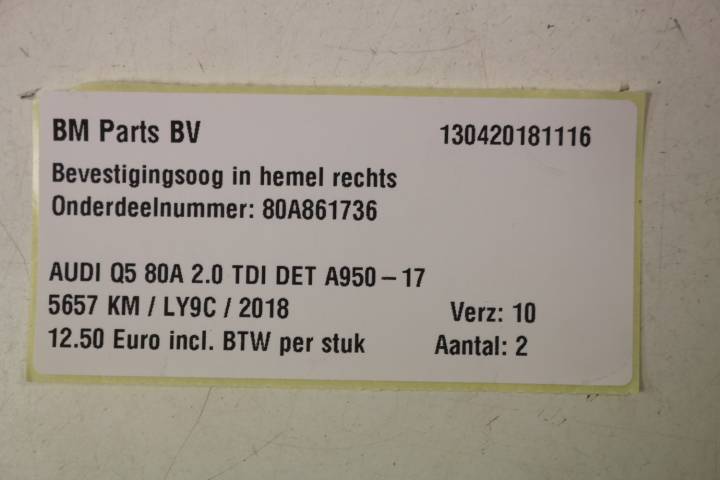 BM Parts BV 130420181116
Bevestigingsoog in hemel rechts
Onderdeelnummer: 80A861736
AUDI Q5 80A 2.0 TDI DET A950-17
5657 KM / LY9C / 2018 Verz: 10
12.50 Euro incl. BTW per stuk Aantal: 2